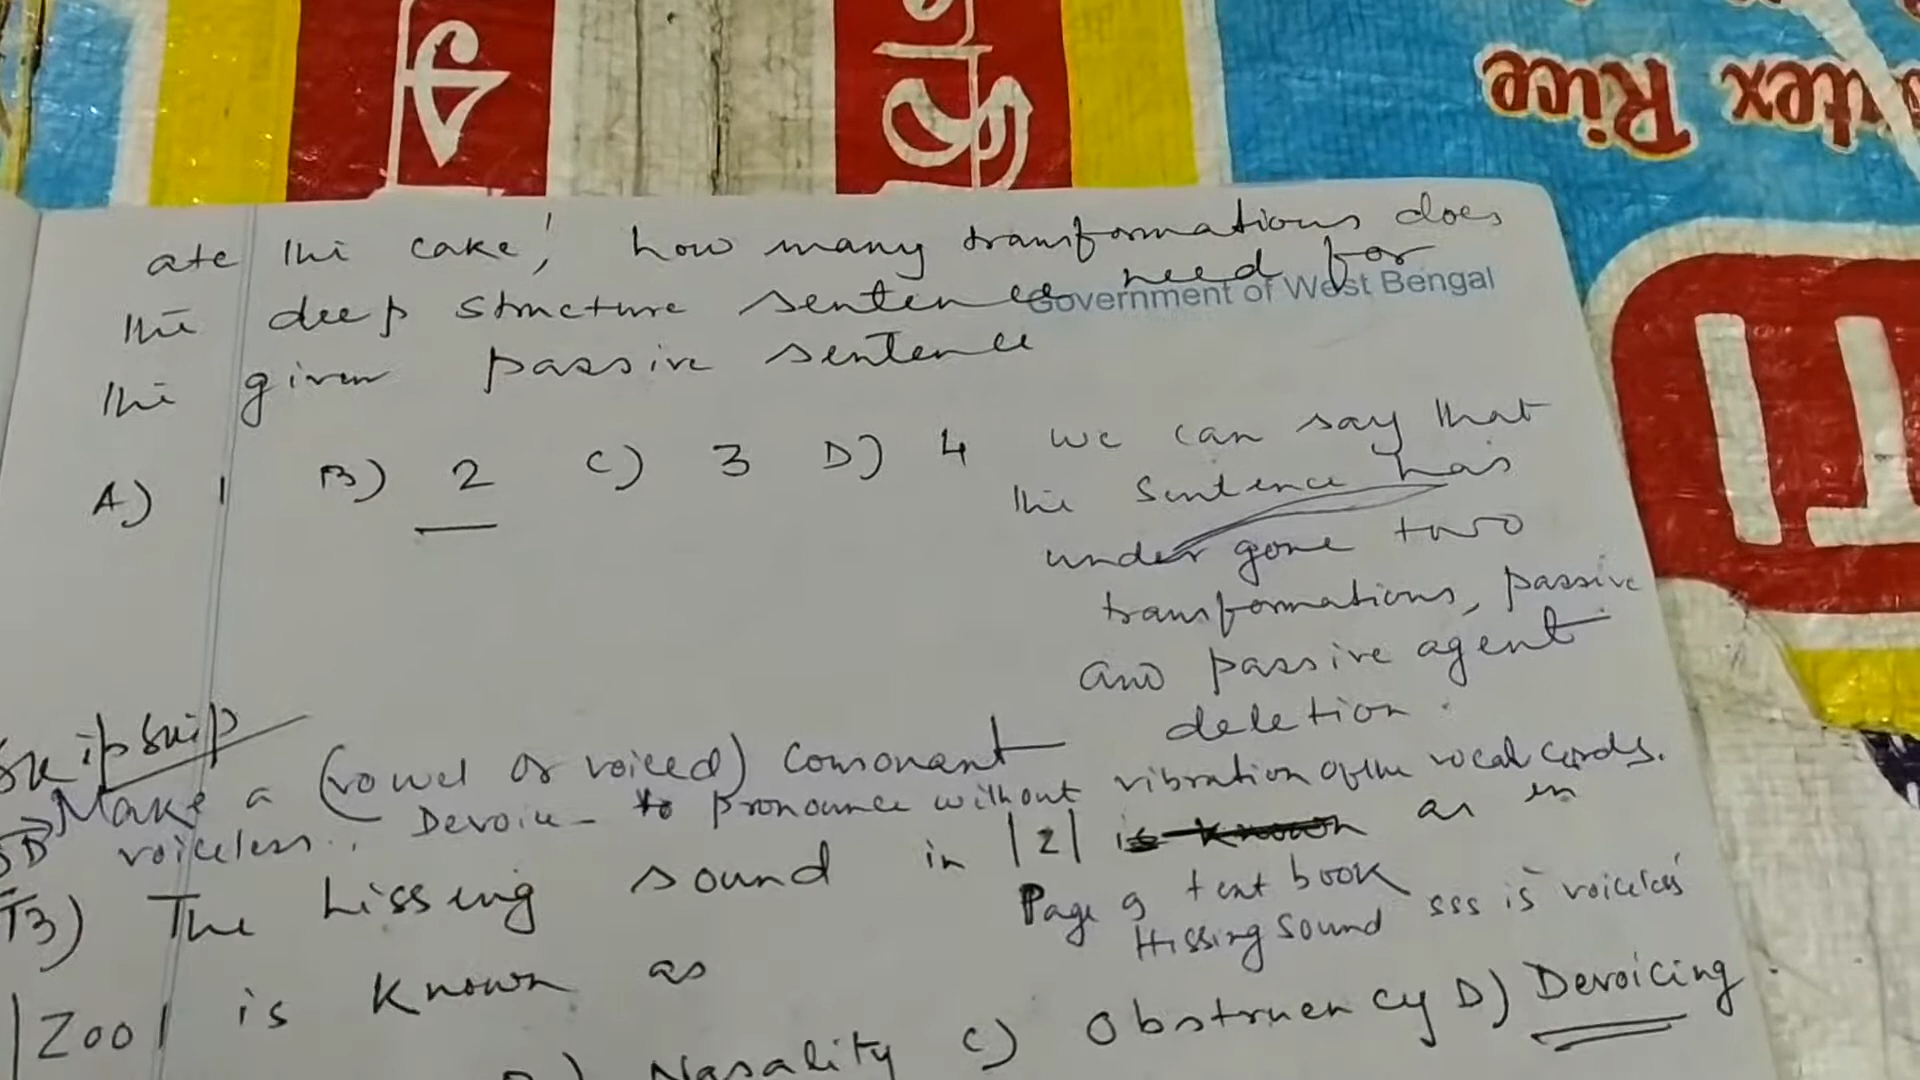 ate the cake', how many transformations does
the deep structure sentence need for
Government of West Bengal
the given passive sentence
A) 1 B) 2 C) 3 D) 4
we can say that
the sentence has
under gone two
transformations, passive
and passive agent
deletion.
Make a (vowel or voiced) consonant
voiceless. Devoice - to pronounce without vibration of the vocal cords.
T3) The hissing sound in |z| is known as in
Page 9 text book
Hissing sound sss is voiceless
|Zoo| is known as
Nasality C) Obstruency D) Devoicing.
Rice